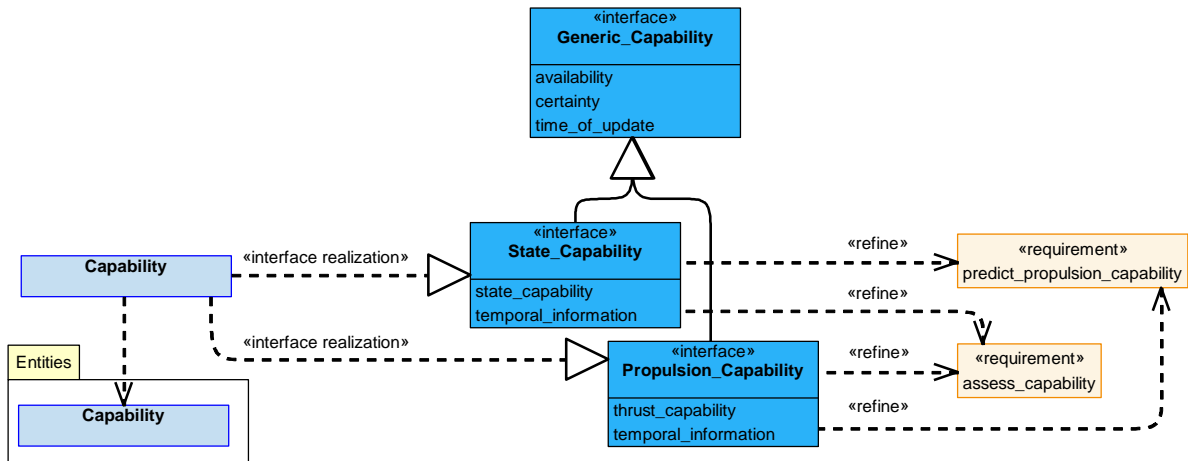 «interface»
Generic_Capability
availability
certainty
time_of_update
«interface»
State_Capability
state_capability
temporal_information
Capability
«interface realization»
«interface realization»
«refine»
«refine»
«requirement»
predict_propulsion_capability
«interface»
Propulsion_Capability
thrust_capability
temporal_information
«refine»
«refine»
«requirement»
assess_capability
Entities
Capability